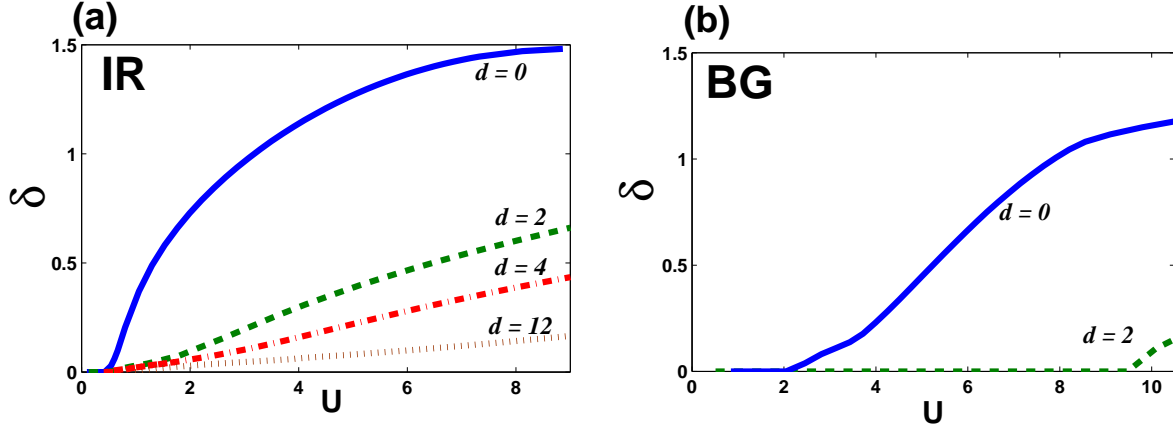 (a)
IR
1.5
1
0.5
0
δ
d = 0
d = 2
d = 4
d = 12
0 2 4 6 8
U
(b)
BG
1.5
1
0.5
0
δ
d = 0
d = 2
0 2 4 6 8 10
U